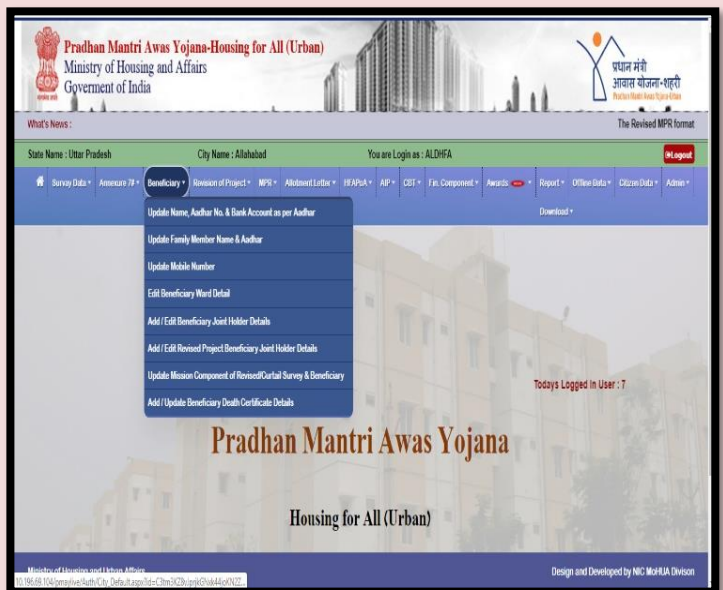 Pradhan Mantri Awas Yojana-Housing for All (Urban)
Ministry of Housing and Affairs
Goverment of India
प्रधान मंत्री
आवास योजना-शहरी
Pradhan Mantri Awas Yojana-Urban
What's News :
The Revised MPR format
State Name : Uttar Pradesh City Name : Allahabad You are Login as : ALDHFA Logout
Survey Data Annexure 7# Beneficiary Revision of Project MPR Allotment Letter HFAPoA AIP CBT Fin. Component Awards Report Offline Data Citizen Data Admin
Download
Update Name, Aadhar No. & Bank Account as per Aadhar
Update Family Member Name & Aadhar
Update Mobile Number
Edit Beneficiary Ward Detail
Add / Edit Beneficiary Joint Holder Details
Add / Edit Revised Project Beneficiary Joint Holder Details
Update Mission Component of Revised/Curtail Survey & Beneficiary
Add / Update Beneficiary Death Certificate Details
Todays Logged In User : 7
Pradhan Mantri Awas Yojana
Housing for All (Urban)
Ministry of Housing and Urban Affairs
Design and Developed by NIC MoHUA Divison